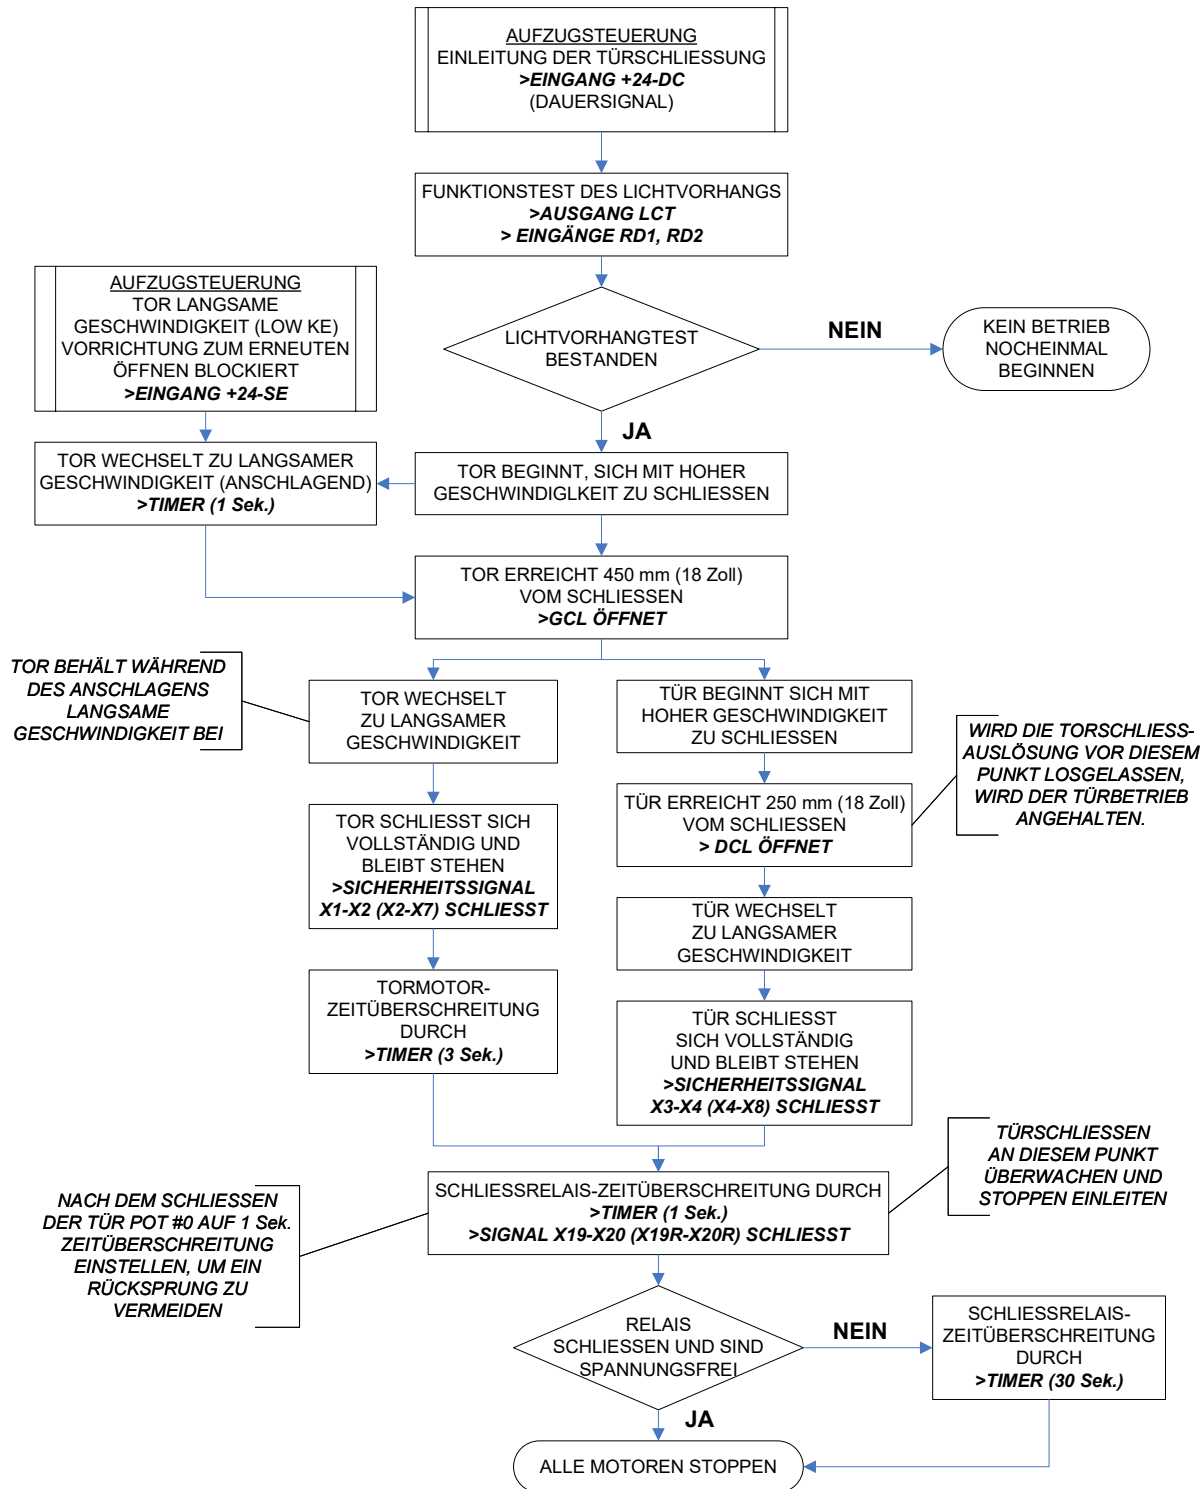 AUFZUGSTEUERUNG
EINLEITUNG DER TÜRSCHLIESSUNG
>EINGANG +24-DC
(DAUERSIGNAL)
FUNKTIONSTEST DES LICHTVORHANGS
>AUSGANG LCT
> EINGÄNGE RD1, RD2
AUFZUGSTEUERUNG
TOR LANGSAME
GESCHWINDIGKEIT (LOW KE)
VORRICHTUNG ZUM ERNEUTEN
ÖFFNEN BLOCKIERT
>EINGANG +24-SE
LICHTVORHANGTEST
BESTANDEN
NEIN
KEIN BETRIEB
NOCHEINMAL
BEGINNEN
JA
TOR WECHSELT ZU LANGSAMER
GESCHWINDIGKEIT (ANSCHLAGEND)
>TIMER (1 Sek.)
TOR BEGINNT, SICH MIT HOHER
GESCHWINDIGLKEIT ZU SCHLIESSEN
TOR ERREICHT 450 mm (18 Zoll)
VOM SCHLIESSEN
>GCL ÖFFNET
TOR BEHÄLT WÄHREND
DES ANSCHLAGENS
LANGSAME
GESCHWINDIGKEIT BEI
TOR WECHSELT
ZU LANGSAMER
GESCHWINDIGKEIT
TÜR BEGINNT SICH MIT
HOHER GESCHWINDIGKEIT
ZU SCHLIESSEN
WIRD DIE TORSCHLIESS-
AUSLÖSUNG VOR DIESEM
PUNKT LOSGELASSEN,
WIRD DER TÜRBETRIEB
ANGEHALTEN.
TOR SCHLIESST SICH
VOLLSTÄNDIG UND
BLEIBT STEHEN
>SICHERHEITSSIGNAL
X1-X2 (X2-X7) SCHLIESST
TÜR ERREICHT 250 mm (18 Zoll)
VOM SCHLIESSEN
> DCL ÖFFNET
TÜR WECHSELT
ZU LANGSAMER
GESCHWINDIGKEIT
TORMOTOR-
ZEITÜBERSCHREITUNG
DURCH
>TIMER (3 Sek.)
TÜR SCHLIESST
SICH VOLLSTÄNDIG
UND BLEIBT STEHEN
>SICHERHEITSSIGNAL
X3-X4 (X4-X8) SCHLIESST
TÜRSCHLIESSEN
AN DIESEM PUNKT
ÜBERWACHEN UND
STOPPEN EINLEITEN
SCHLIESSRELAIS-ZEITÜBERSCHREITUNG DURCH
>TIMER (1 Sek.)
>SIGNAL X19-X20 (X19R-X20R) SCHLIESST
NACH DEM SCHLIESSEN
DER TÜR POT #0 AUF 1 Sek.
ZEITÜBERSCHREITUNG
EINSTELLEN, UM EIN
RÜCKSPRUNG ZU
VERMEIDEN
RELAIS
SCHLIESSEN UND SIND
SPANNUNGSFREI
NEIN
SCHLIESSRELAIS-
ZEITÜBERSCHREITUNG
DURCH
>TIMER (30 Sek.)
JA
ALLE MOTOREN STOPPEN